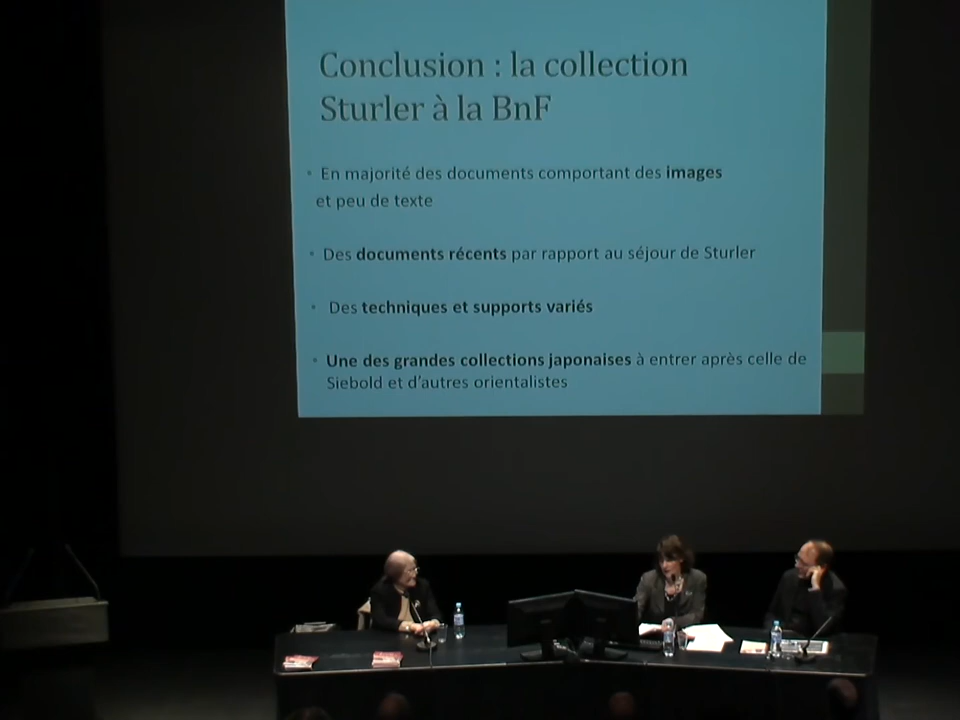 Conclusion : la collection
Sturler à la BnF
• En majorité des documents comportant des images
et peu de texte
• Des documents récents par rapport au séjour de Sturler
• Des techniques et supports variés
• Une des grandes collections japonaises à entrer après celle de
Siebold et d'autres orientalistes